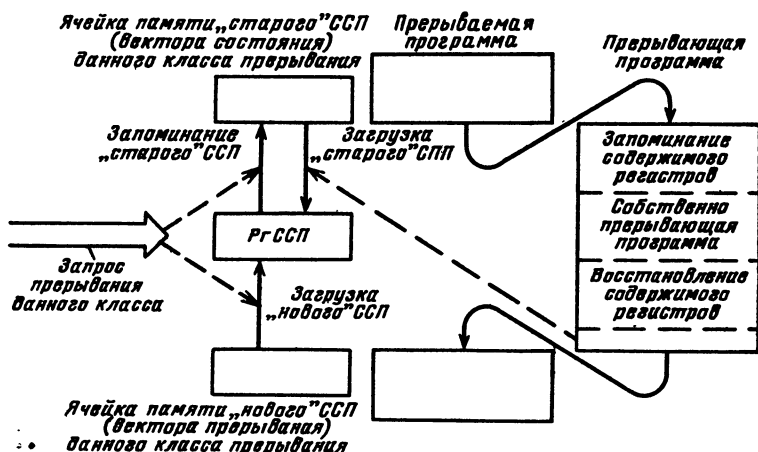 Ячейка памяти „старого” ССП
(вектора состояния)
данного класса прерывания
Прерываемая
программа
Прерывающая
программа
Запоминание
„старого” ССП
Загрузка
„старого” СПП
Запоминание
содержимого
регистров
Собственно
прерывающая
программа
Восстановление
содержимого
регистров
РгССП
Запрос
прерывания
данного класса
Загрузка
„нового” ССП
Ячейка памяти „нового” ССП
(вектора прерывания)
данного класса прерывания